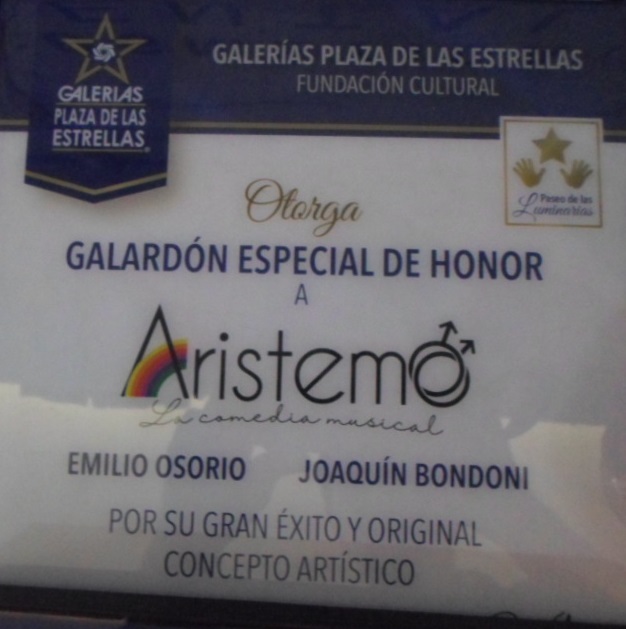 GALERÍAS PLAZA DE LAS ESTRELLAS
FUNDACIÓN CULTURAL
GALERIAS
PLAZA DE LAS
ESTRELLAS
Paseo de las
Luminarias
Otorga
GALARDÓN ESPECIAL DE HONOR
A
Aristemo
La comedia musical
EMILIO OSORIO JOAQUÍN BONDONI
POR SU GRAN ÉXITO Y ORIGINAL
CONCEPTO ARTÍSTICO